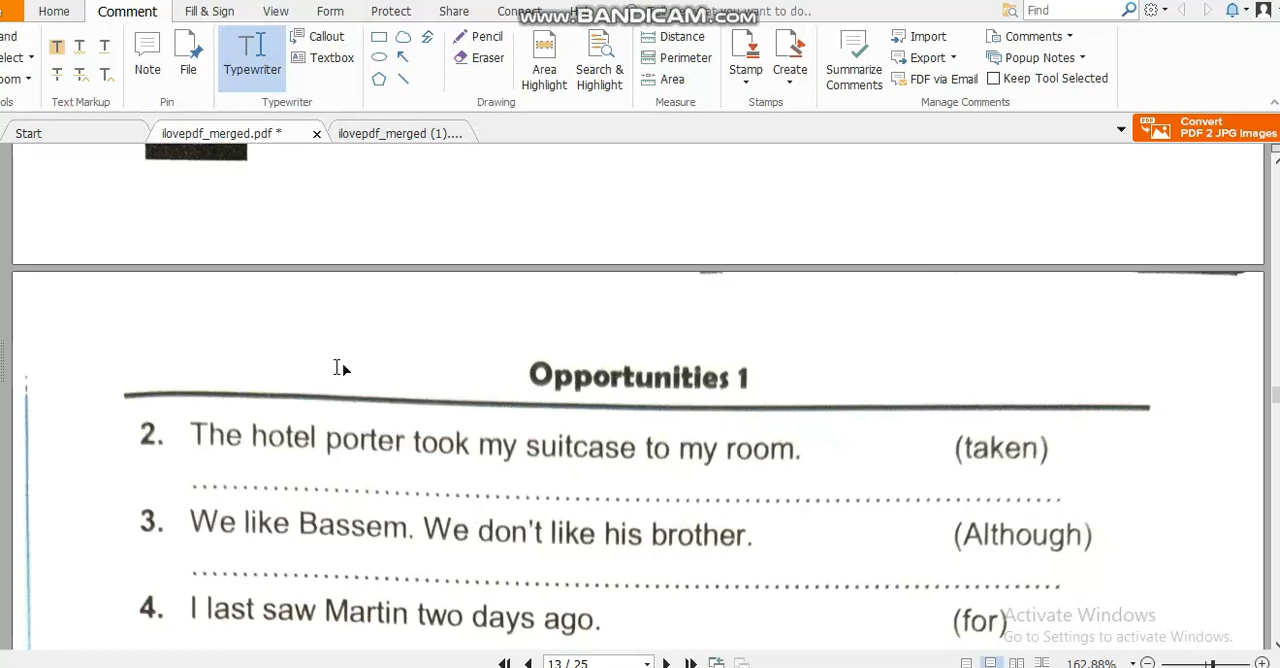 Home Comment Fill & Sign View Form Protect Share you want to do.. Find
www.BANDICAM.com
Callout Pencil Distance Import Comments
Typewriter Textbox Eraser Perimeter Export Popup Notes
Note File Area Highlight Search & Highlight Area Stamp Create Summarize Comments FDF via Email Keep Tool Selected
Text Markup Pin Typewriter Drawing Measure Stamps Manage Comments
Start ilovepdf_merged.pdf * ilovepdf_merged (1).... Convert
PDF 2 JPG Images
Opportunities 1
2. The hotel porter took my suitcase to my room. (taken)
3. We like Bassem. We don't like his brother. (Although)
4. I last saw Martin two days ago. (for)
Activate Windows
Go to Settings to activate Windows.
13 / 25 162.88%